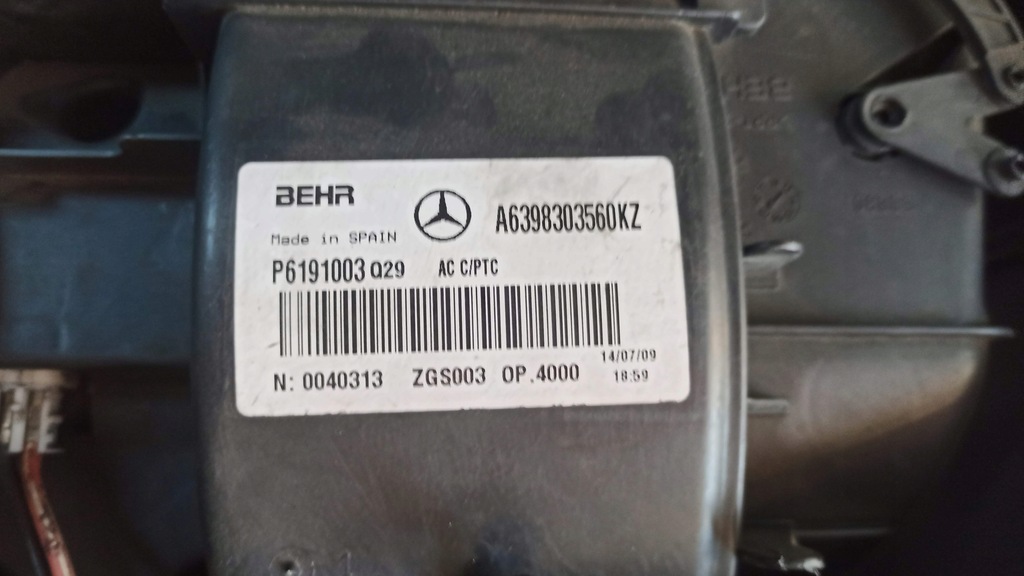 BEHR
A6398303560KZ
Made in SPAIN
P6191003 Q29 AC C/PTC
14/07/09
N: 0040313 ZGS003 OP.4000
18:59